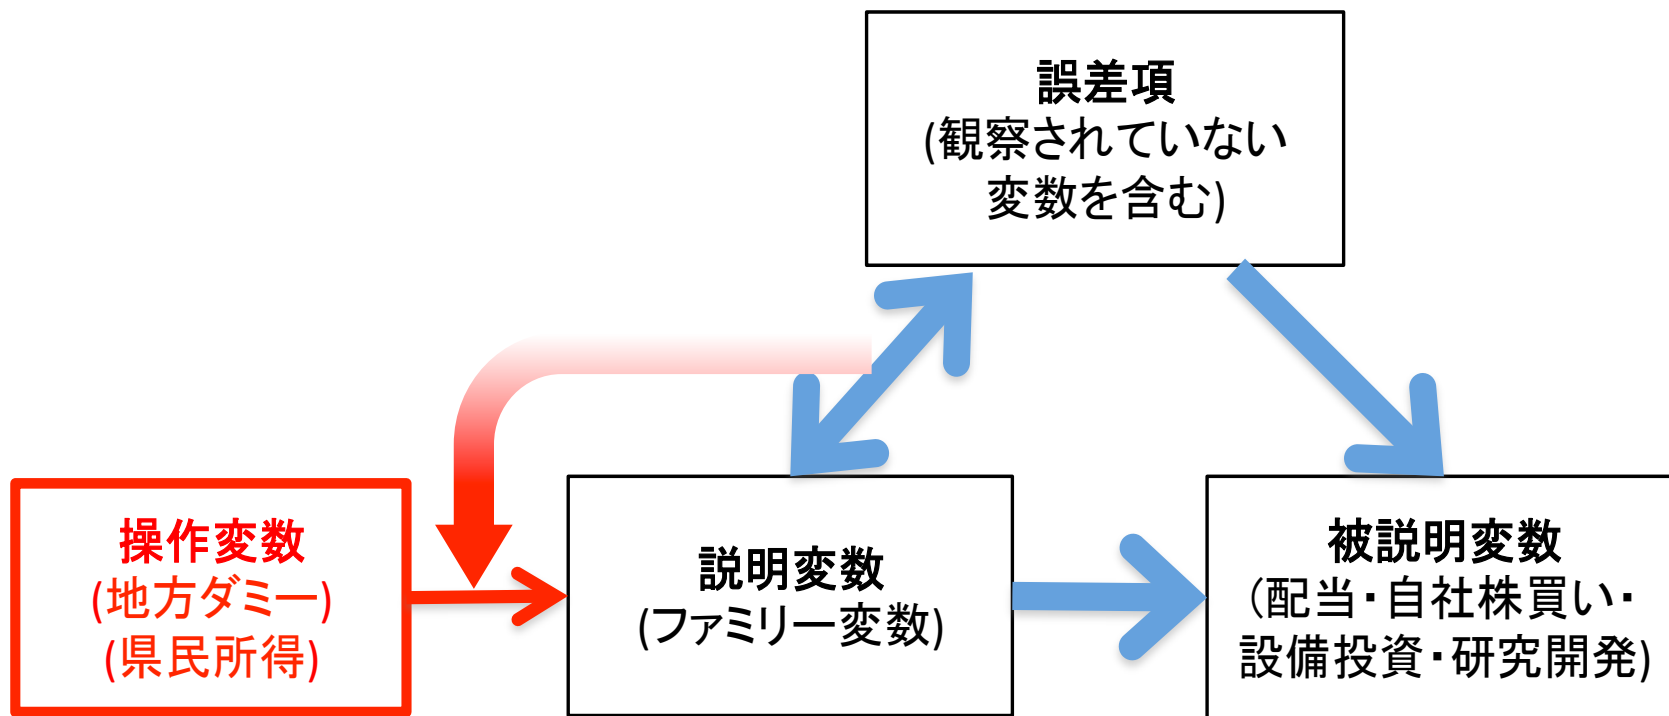 誤差項
(観察されていない
変数を含む)
操作変数
(地方ダミー)
(県民所得)
説明変数
(ファミリー変数)
被説明変数
（配当・自社株買い・
設備投資・研究開発)